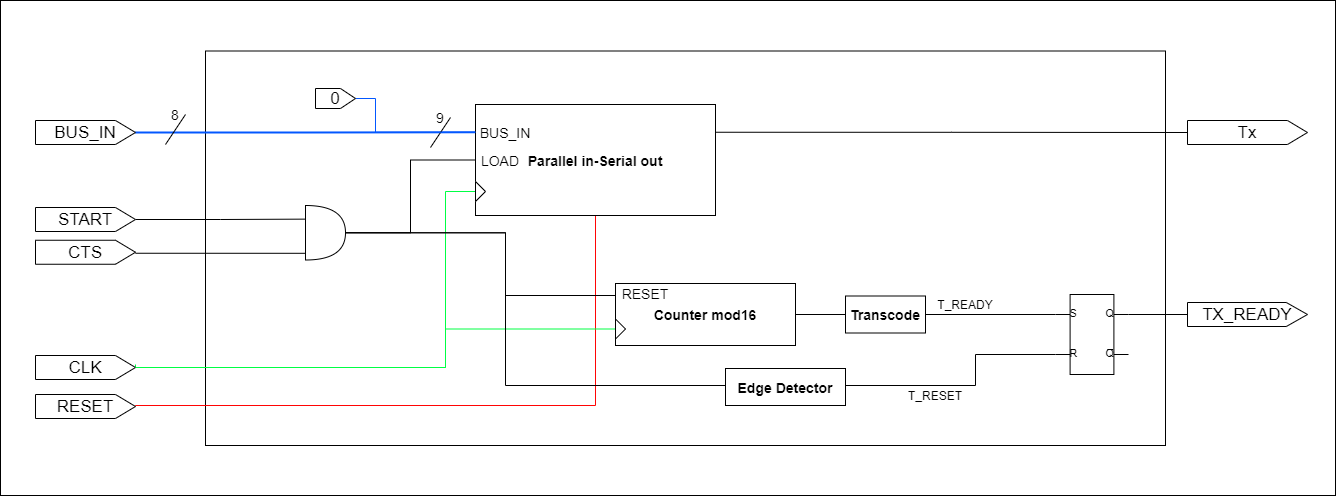 0
8
9
BUS_IN
BUS_IN
Tx
LOAD Parallel in-Serial out
START
CTS
RESET
Counter mod16
Transcode
T_READY
S
Q
TX_READY
R
Q
CLK
Edge Detector
T_RESET
RESET